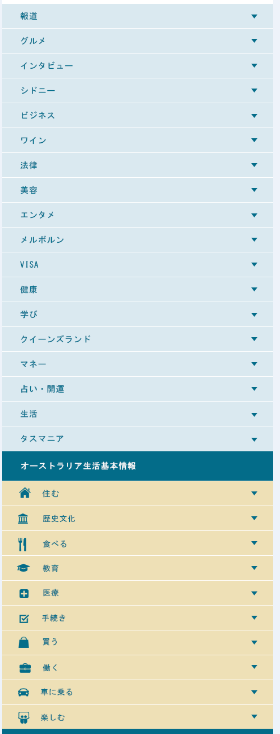 報道
グルメ
インタビュー
シドニー
ビジネス
ワイン
法律
美容
エンタメ
メルボルン
VISA
健康
学び
クイーンズランド
マネー
占い・開運
生活
タスマニア
オーストラリア生活基本情報
住む
歴史文化
食べる
教育
医療
手続き
買う
働く
車に乗る
楽しむ